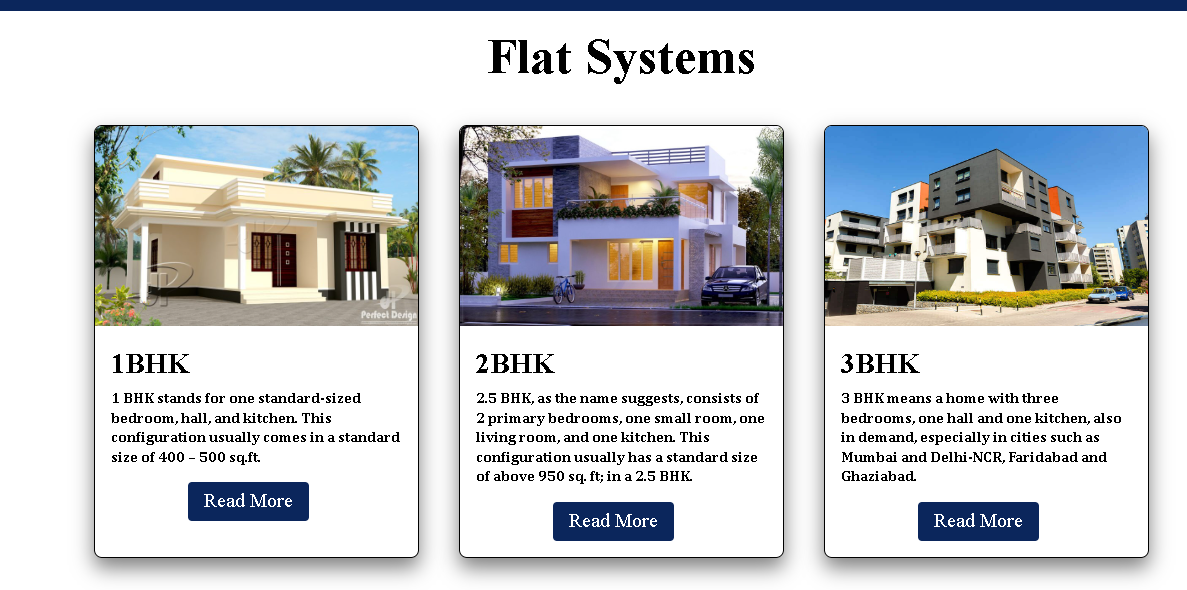 Flat Systems
Perfect Design
1BHK
1 BHK stands for one standard-sized
bedroom, hall, and kitchen. This
configuration usually comes in a standard
size of 400 – 500 sq.ft.
Read More
2BHK
2.5 BHK, as the name suggests, consists of
2 primary bedrooms, one small room, one
living room, and one kitchen. This
configuration usually has a standard size
of above 950 sq. ft; in a 2.5 BHK.
Read More
3BHK
3 BHK means a home with three
bedrooms, one hall and one kitchen, also
in demand, especially in cities such as
Mumbai and Delhi-NCR, Faridabad and
Ghaziabad.
Read More